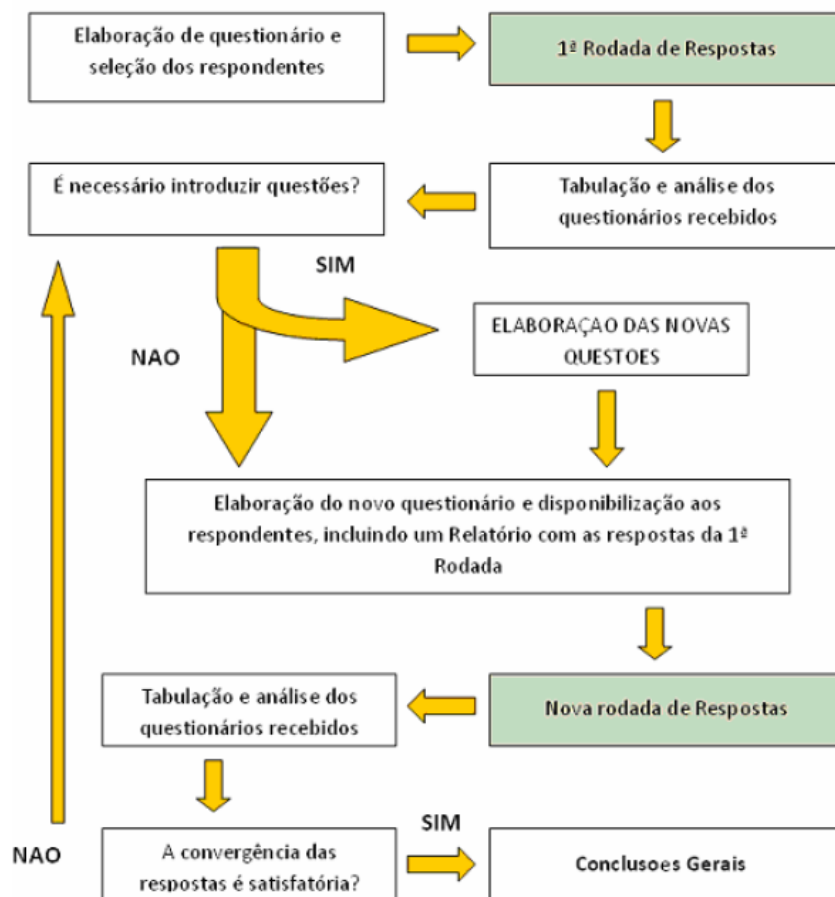 Elaboração de questionário e
seleção dos respondentes
1ª Rodada de Respostas
É necessário introduzir questões?
Tabulação e análise dos
questionários recebidos
SIM
NAO
ELABORAÇAO DAS NOVAS
QUESTOES
Elaboração do novo questionário e disponibilização aos
respondentes, incluindo um Relatório com as respostas da 1ª
Rodada
Tabulação e análise dos
questionários recebidos
Nova rodada de Respostas
SIM
NAO
A convergência das
respostas é satisfatória?
Conclusoes Gerais